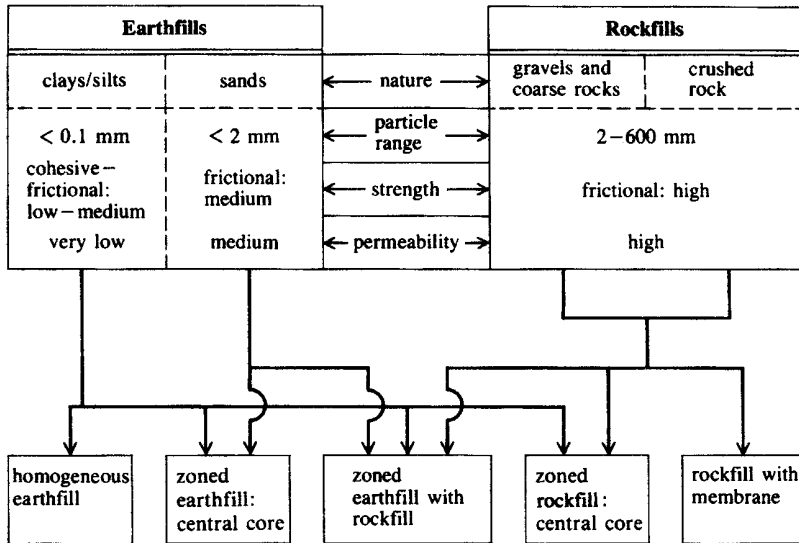 Earthfills
Rockfills
clays/silts
sands
nature
gravels and
coarse rocks
crushed
rock
< 0.1 mm
< 2 mm
particle
range
2–600 mm
cohesive–
frictional:
low–medium
frictional:
medium
strength
frictional: high
very low
medium
permeability
high
homogeneous
earthfill
zoned
earthfill:
central core
zoned
earthfill with
rockfill
zoned
rockfill:
central core
rockfill with
membrane